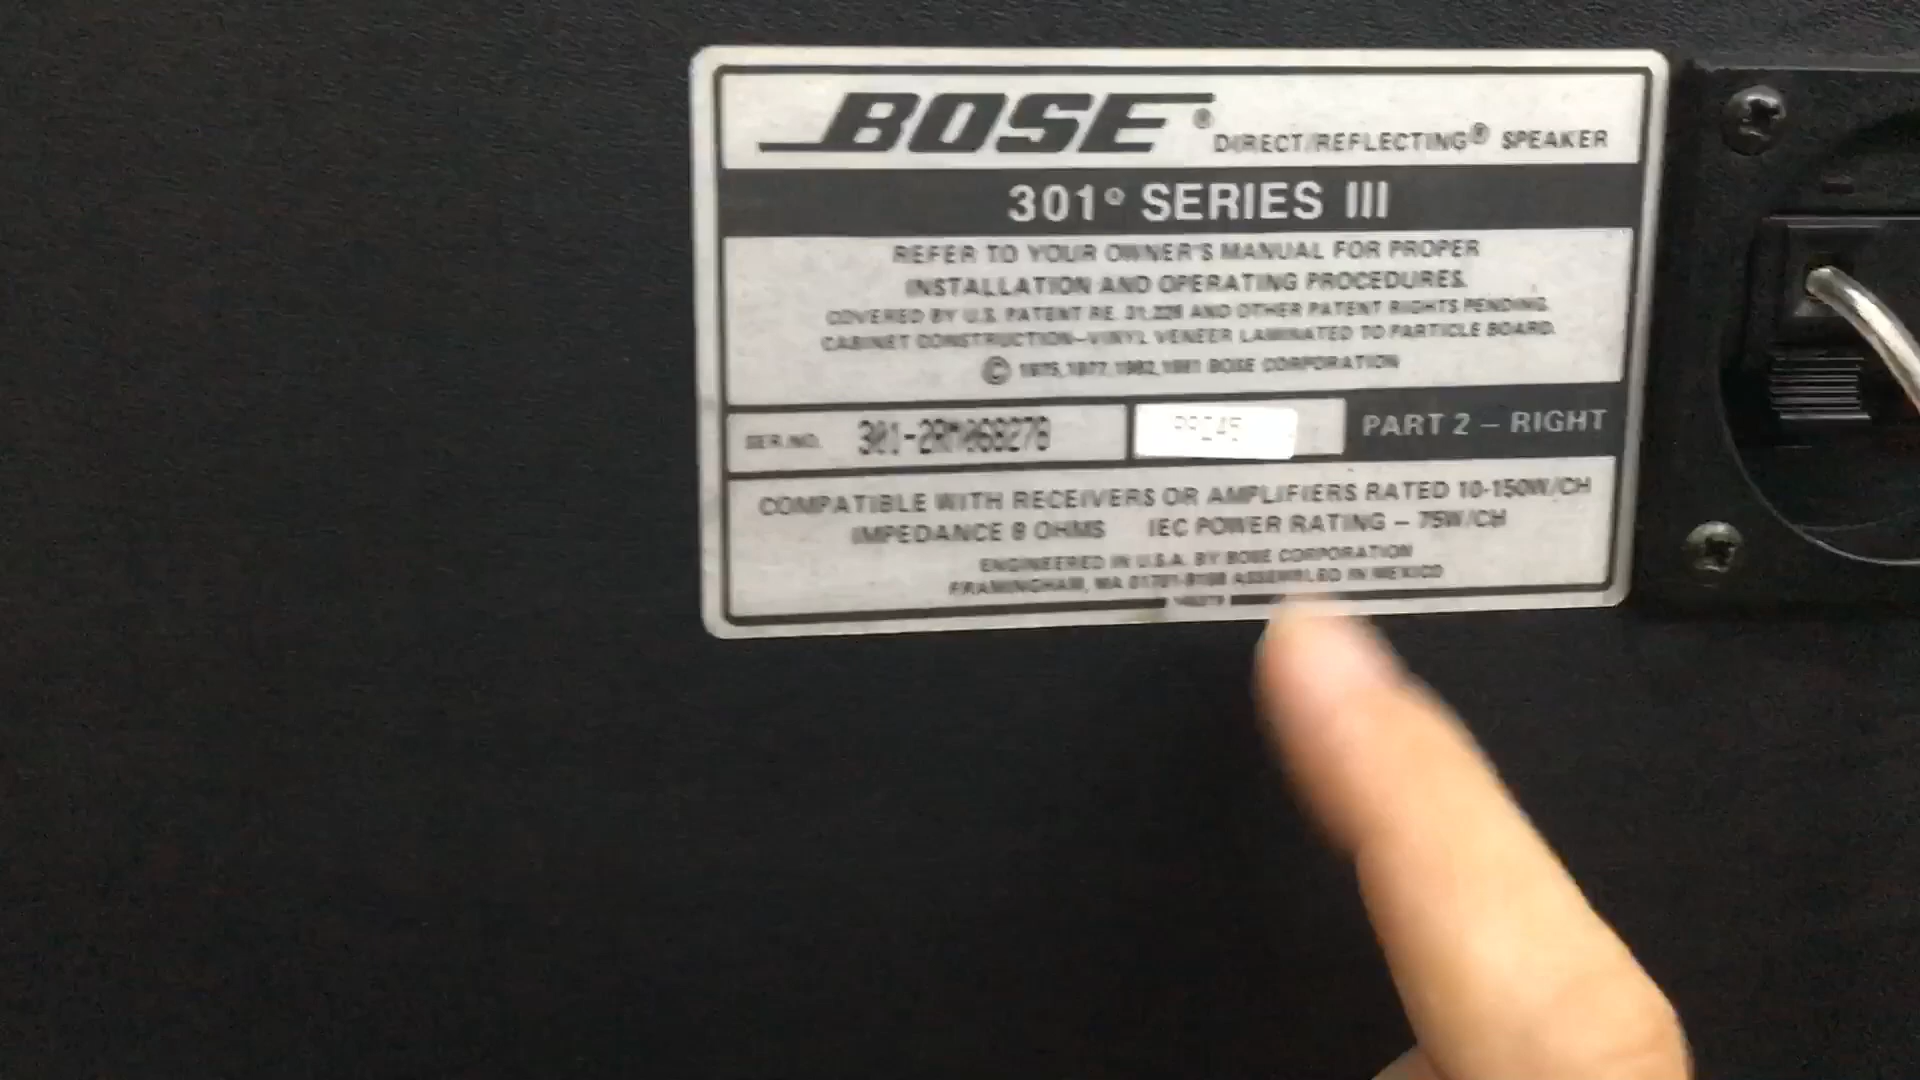 BOSE® DIRECT/REFLECTING® SPEAKER
301® SERIES III
REFER TO YOUR OWNER'S MANUAL FOR PROPER
INSTALLATION AND OPERATING PROCEDURES.
COVERED BY U.S. PATENT RE. 31,228 AND OTHER PATENT RIGHTS PENDING.
CABINET CONSTRUCTION—VINYL VENEER LAMINATED TO PARTICLE BOARD.
© 1975, 1977, 1982, BOSE CORPORATION
SER. NO. PART 2 – RIGHT
COMPATIBLE WITH RECEIVERS OR AMPLIFIERS RATED 10-150W/CH
IMPEDANCE 8 OHMS IEC POWER RATING – 75W/CH
ENGINEERED IN U.S.A. BY BOSE CORPORATION
FRAMINGHAM, MA ASSEMBLED IN MEXICO